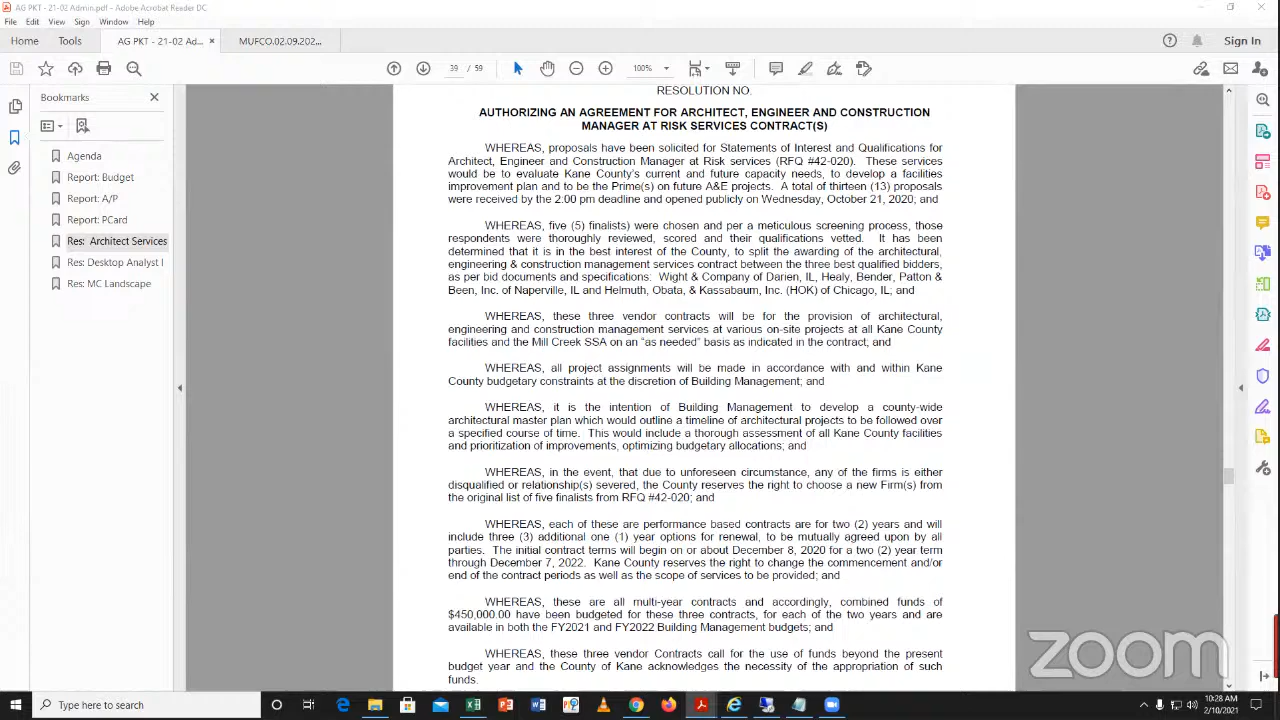 AG PKT - 21-02 Admin.pdf - Adobe Acrobat Reader DC
File Edit View Sign Window Help
Home Tools AG PKT - 21-02 Ad... × MUFCO.02.09.202... Sign In
39 / 59 100%
Bookmarks
Agenda
Report: Budget
Report: A/P
Report: PCard
Res: Architect Services
Res: Desktop Analyst I
Res: MC Landscape
RESOLUTION NO.
AUTHORIZING AN AGREEMENT FOR ARCHITECT, ENGINEER AND CONSTRUCTION
MANAGER AT RISK SERVICES CONTRACT(S)
WHEREAS, proposals have been solicited for Statements of Interest and Qualifications for
Architect, Engineer and Construction Manager at Risk services (RFQ #42-020). These services
would be to evaluate Kane County's current and future capacity needs, to develop a facilities
improvement plan and to be the Prime(s) on future A&E projects. A total of thirteen (13) proposals
were received by the 2:00 pm deadline and opened publicly on Wednesday, October 21, 2020; and
WHEREAS, five (5) finalists) were chosen and per a meticulous screening process, those
respondents were thoroughly reviewed, scored and their qualifications vetted. It has been
determined that it is in the best interest of the County, to split the awarding of the architectural,
engineering & construction management services contract between the three best qualified bidders,
as per bid documents and specifications: Wight & Company of Darien, IL, Healy, Bender, Patton &
Been, Inc. of Naperville, IL and Helmuth, Obata, & Kassabaum, Inc. (HOK) of Chicago, IL; and
WHEREAS, these three vendor contracts will be for the provision of architectural,
engineering and construction management services at various on-site projects at all Kane County
facilities and the Mill Creek SSA on an "as needed" basis as indicated in the contract; and
WHEREAS, all project assignments will be made in accordance with and within Kane
County budgetary constraints at the discretion of Building Management; and
WHEREAS, it is the intention of Building Management to develop a county-wide
architectural master plan which would outline a timeline of architectural projects to be followed over
a specified course of time. This would include a thorough assessment of all Kane County facilities
and prioritization of improvements, optimizing budgetary allocations; and
WHEREAS, in the event, that due to unforeseen circumstance, any of the firms is either
disqualified or relationship(s) severed, the County reserves the right to choose a new Firm(s) from
the original list of five finalists from RFQ #42-020; and
WHEREAS, each of these are performance based contracts are for two (2) years and will
include three (3) additional one (1) year options for renewal, to be mutually agreed upon by all
parties. The initial contract terms will begin on or about December 8, 2020 for a two (2) year term
through December 7, 2022. Kane County reserves the right to change the commencement and/or
end of the contract periods as well as the scope of services to be provided; and
WHEREAS, these are all multi-year contracts and accordingly, combined funds of
$450,000.00 have been budgeted for these three contracts, for each of the two years and are
available in both the FY2021 and FY2022 Building Management budgets; and
WHEREAS, these three vendor Contracts call for the use of funds beyond the present
budget year and the County of Kane acknowledges the necessity of the appropriation of such
funds.
zoom
Type here to search
10:28 AM
2/10/2021